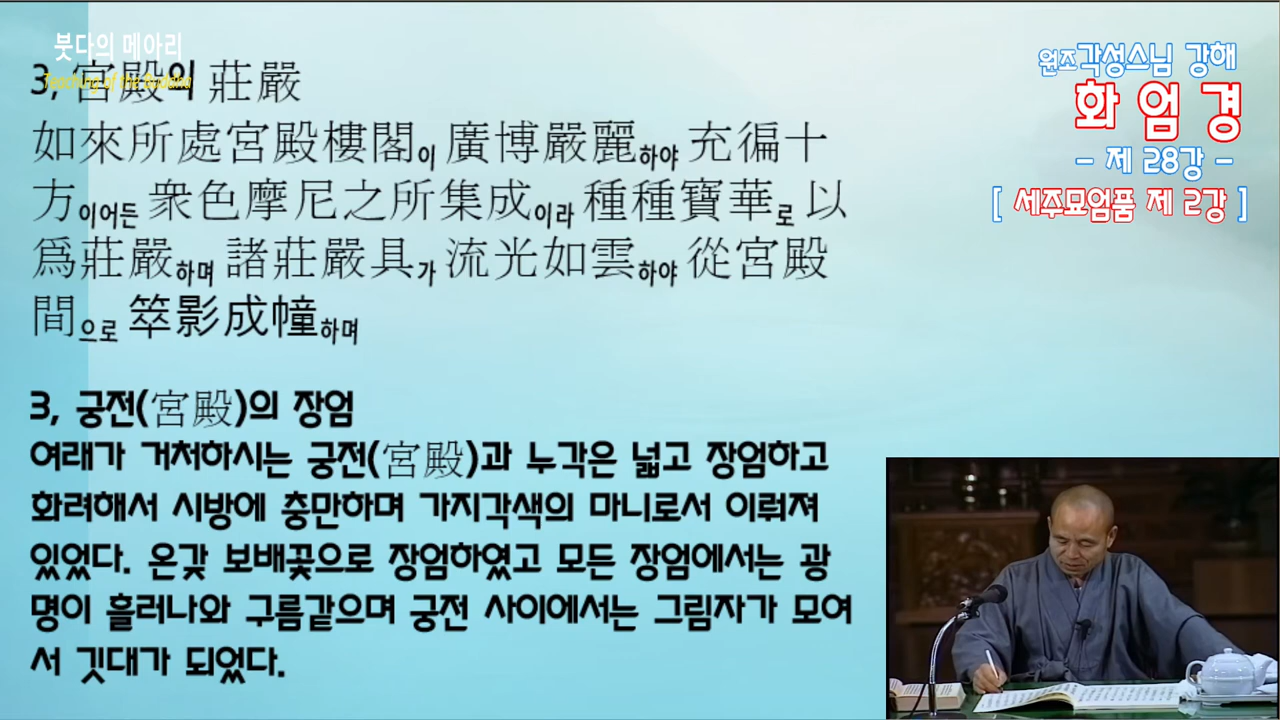 붓다의 메아리
Teaching of the Buddha
3, 宮殿의 莊嚴
如來所處宮殿樓閣이 廣博嚴麗하야 充徧十
方이어든 衆色摩尼之所集成이라 種種寶華로 以
爲莊嚴하며 諸莊嚴具가 流光如雲하야 從宮殿
間으로 箤影成幢하며
3, 궁전(宮殿)의 장엄
여래가 거처하시는 궁전(宮殿)과 누각은 넓고 장엄하고
화려해서 시방에 충만하며 가지각색의 마니로서 이뤄져
있었다. 온갖 보배꽃으로 장엄하였고 모든 장엄에서는 광
명이 흘러나와 구름같으며 궁전 사이에서는 그림자가 모여
서 깃대가 되었다.
원조각성스님 강해
화 엄 경
- 제 28강 -
[ 세주묘엄품 제 2강 ]